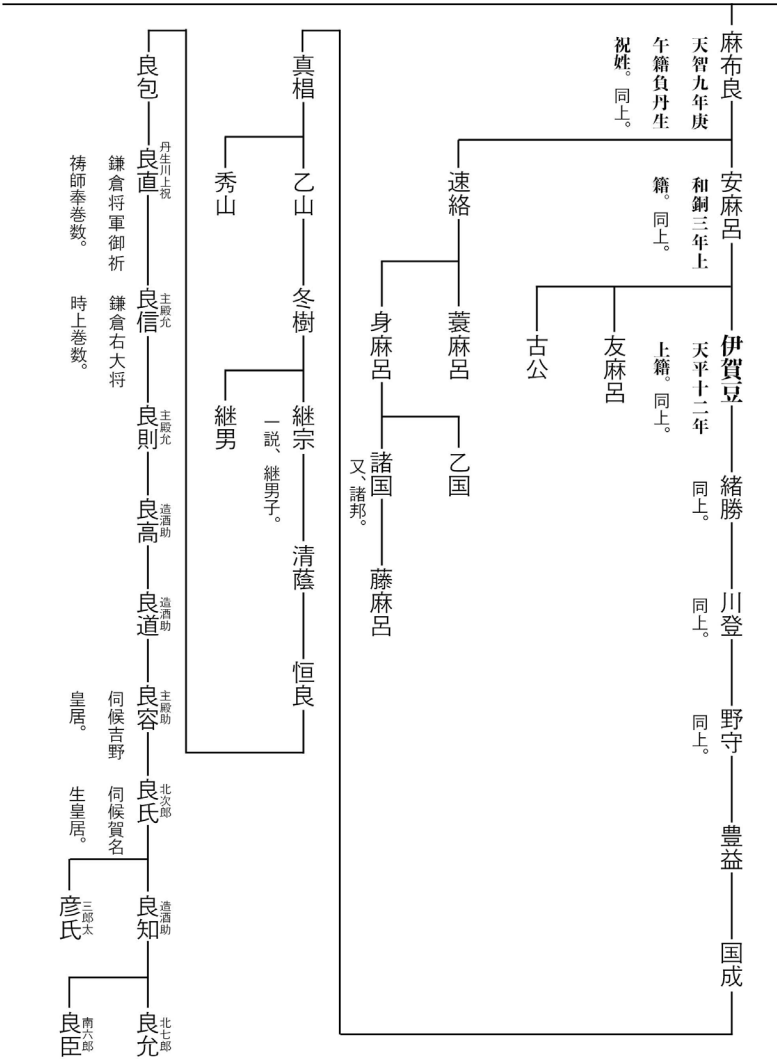 麻布良
天智九年庚
午籍負丹生
祝姓。同上。
安麻呂
和銅三年上
籍。同上。
伊賀豆
天平十二年
上籍。同上。
緒勝
同上。
川登
同上。
野守
同上。
豊益
国成
友麻呂
古公
速絡
蓑麻呂
身麻呂
乙国
諸国
又、諸邦。
藤麻呂
真椙
乙山
秀山
冬樹
継宗
一説、継男子。
継男
清蔭
恒良
良包
丹生川上祝
良直
鎌倉将軍御祈
祷師奉巻数。
主殿允
良信
鎌倉右大将
時上巻数。
主殿允
良則
造酒助
良高
造酒助
良道
主殿助
良容
伺候吉野
皇居。
北次郎
良氏
伺候賀名
生皇居。
造酒助
良知
三郎太
彦氏
北七郎
良允
南六郎
良臣